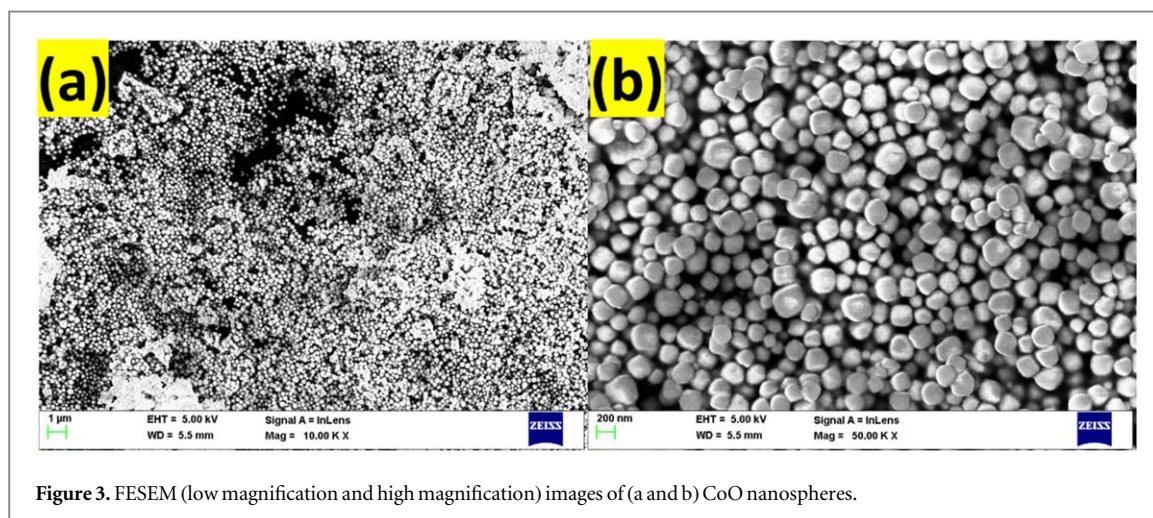 (a)
(b)
1 µm EHT = 5.00 kV Signal A = InLens ZEISS
WD = 5.5 mm Mag = 10.00 K X
200 nm EHT = 5.00 kV Signal A = InLens ZEISS
WD = 5.5 mm Mag = 50.00 K X
Figure 3. FESEM (low magnification and high magnification) images of (a and b) CoO nanospheres.